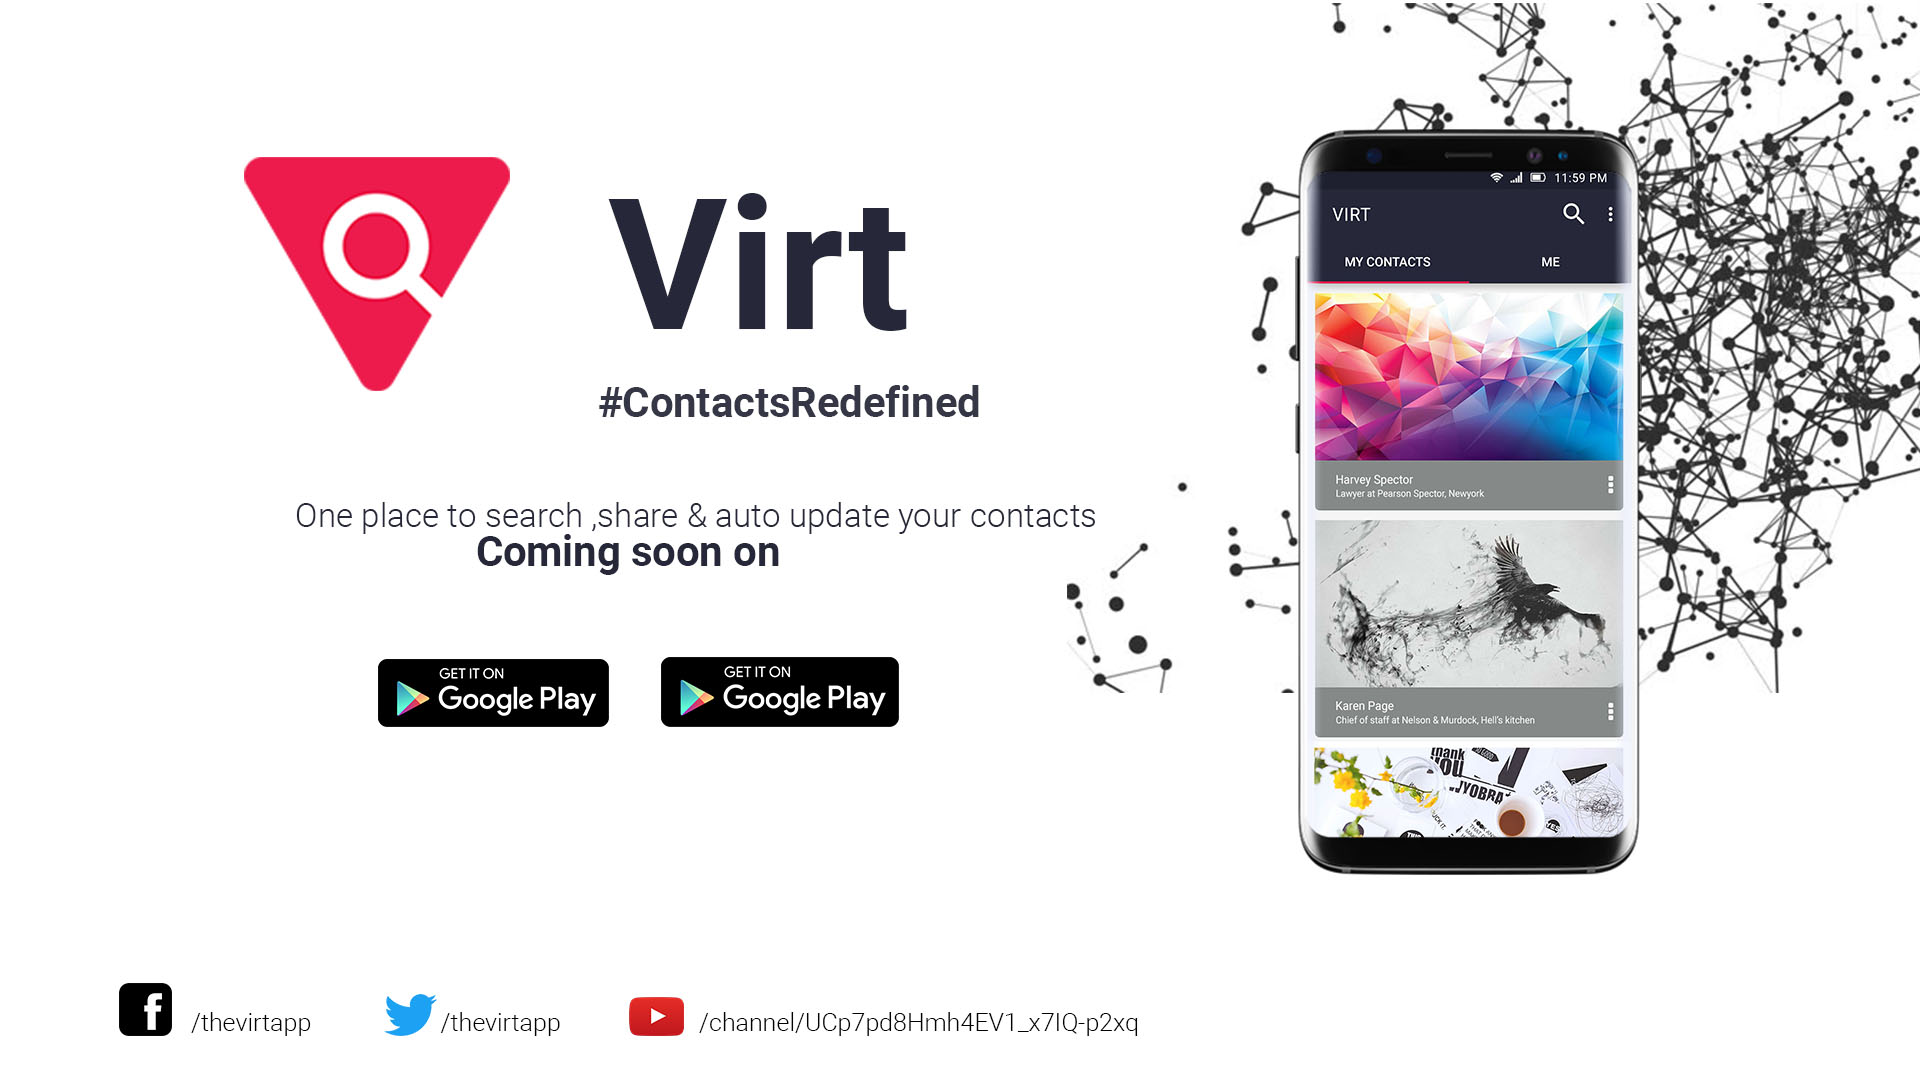 Virt
#ContactsRedefined
One place to search ,share & auto update your contacts
Coming soon on
GET IT ON
Google Play
GET IT ON
Google Play
/thevirtapp
/thevirtapp
/channel/UCp7pd8Hmh4EV1_x7IQ-p2xq
11:59 PM
VIRT
MY CONTACTS ME
Harvey Spector
Lawyer at Pearson Spector, Newyork
Karen Page
Chief of staff at Nelson & Murdock, Hell's kitchen
thank
YOU